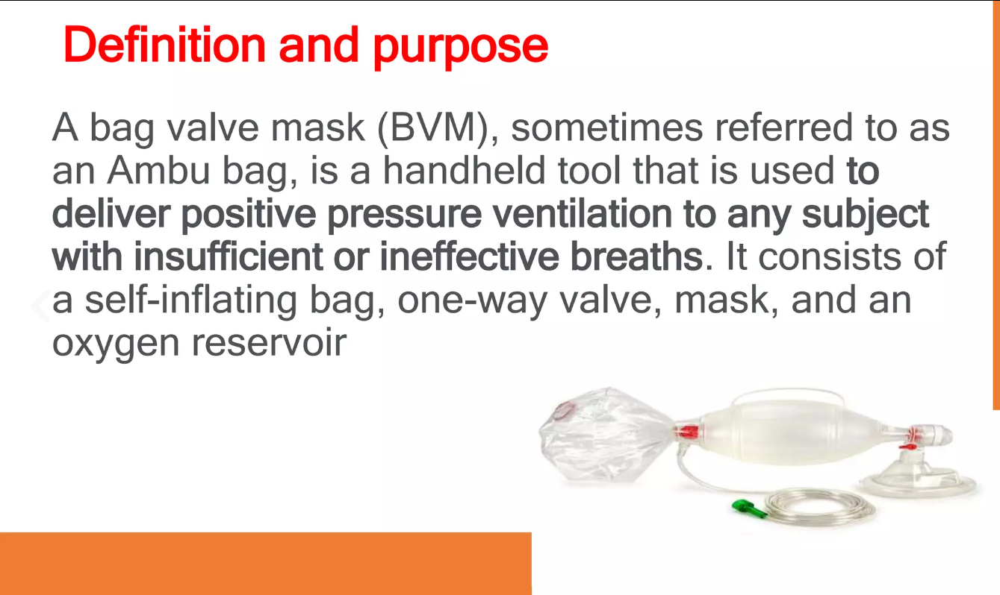 Definition and purpose
A bag valve mask (BVM), sometimes referred to as
an Ambu bag, is a handheld tool that is used to
deliver positive pressure ventilation to any subject
with insufficient or ineffective breaths. It consists of
a self-inflating bag, one-way valve, mask, and an
oxygen reservoir